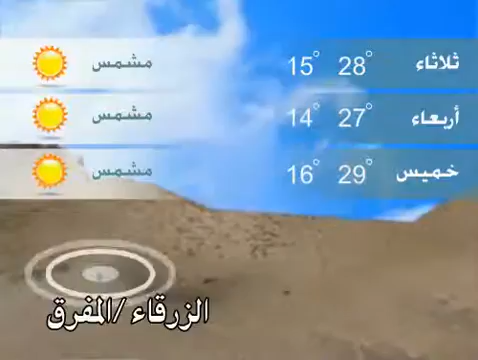 ثلاثاء 28° 15° مشمس
أربعاء 27° 14° مشمس
خميس 29° 16° مشمس
الزرقاء/المفرق